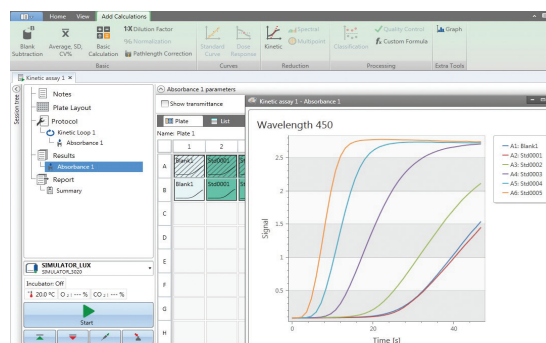 Home View Add Calculations
Blank Subtraction
Average, SD, CV%
Basic Calculation
1:X Dilution Factor
% Normalization
Pathlength Correction
Standard Curve
Dose Response
Kinetic
Spectral
Multipoint
Classification
Quality Control
fx Custom Formula
Graph
Basic Curves Reduction Processing Extra Tools
Kinetic assay 1 ×
Session tree
Notes
Plate Layout
Protocol
Kinetic Loop 1
Absorbance 1
Results
Absorbance 1
Report
Summary
SIMULATOR_LUX
SIMULATOR_3020
Incubator: Off
20.0 °C O2: --- % CO2: --- %
Start
Absorbance 1 parameters
Show transmittance
Plate List
Name: Plate 1
1 2
A Blank1 Std0001
B Blank1 Std0001
C
D
E
F
G
H
Kinetic assay 1 - Absorbance 1
Wavelength 450
Signal
2.5
2
1.5
1
0.5
0 20 40
Time [s]
A1: Blank1
A2: Std0001
A3: Std0002
A4: Std0003
A5: Std0004
A6: Std0005